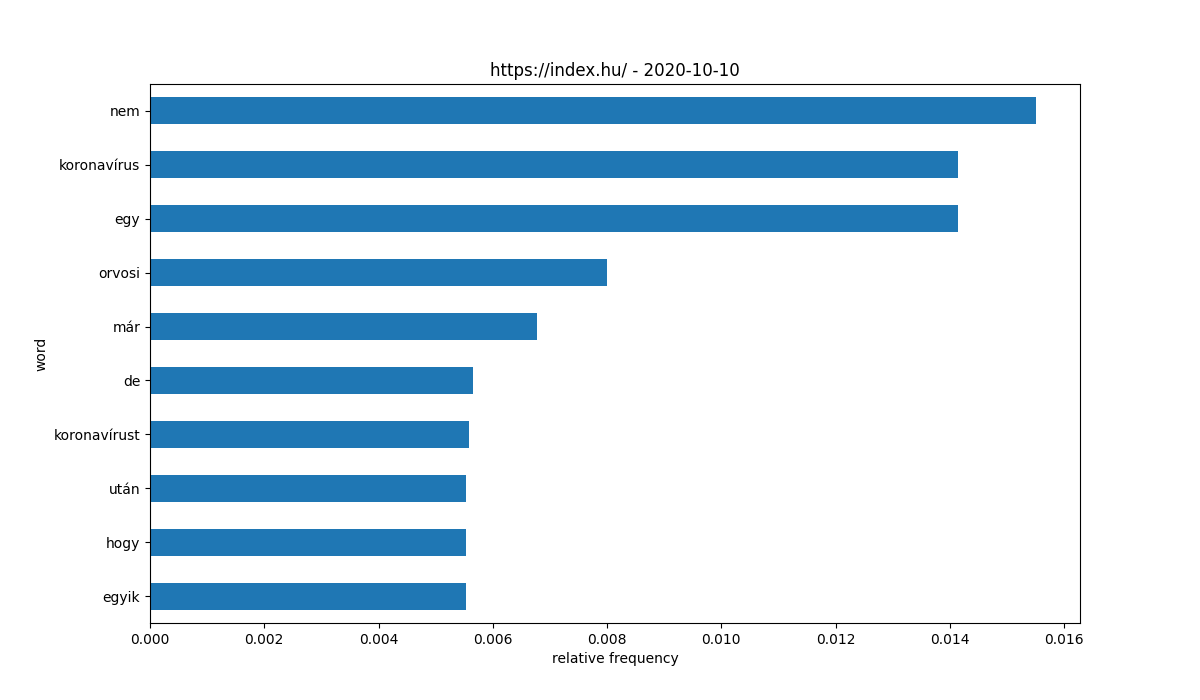 https://index.hu/ - 2020-10-10
nem
koronavírus
egy
orvosi
már
de
koronavírust
után
hogy
egyik
word
0.000 0.002 0.004 0.006 0.008 0.010 0.012 0.014 0.016
relative frequency